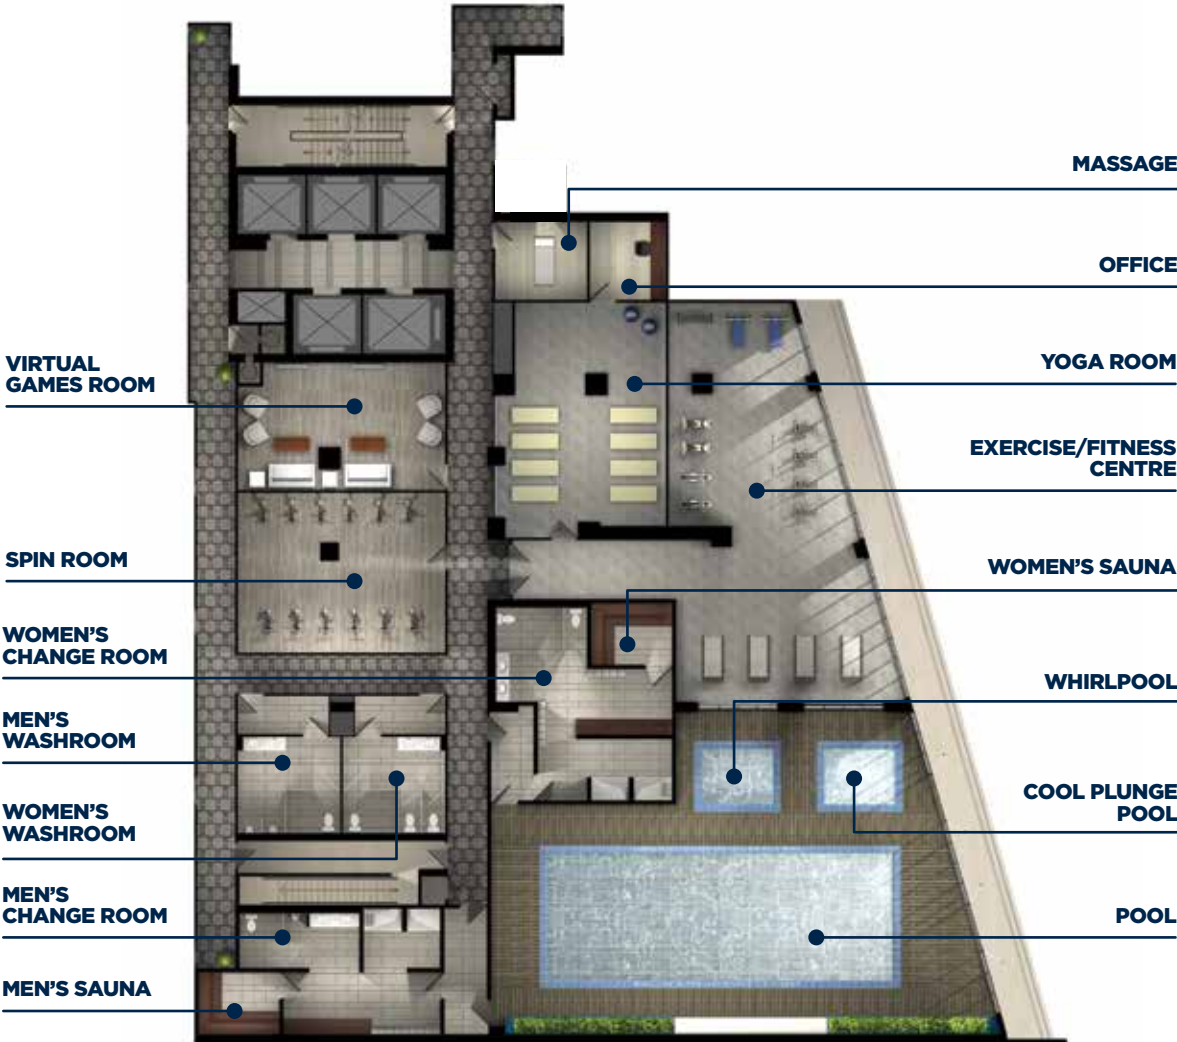 MASSAGE
OFFICE
YOGA ROOM
EXERCISE/FITNESS
CENTRE
WOMEN'S SAUNA
WHIRLPOOL
COOL PLUNGE
POOL
POOL
VIRTUAL
GAMES ROOM
SPIN ROOM
WOMEN'S
CHANGE ROOM
MEN'S
WASHROOM
WOMEN'S
WASHROOM
MEN'S
CHANGE ROOM
MEN'S SAUNA